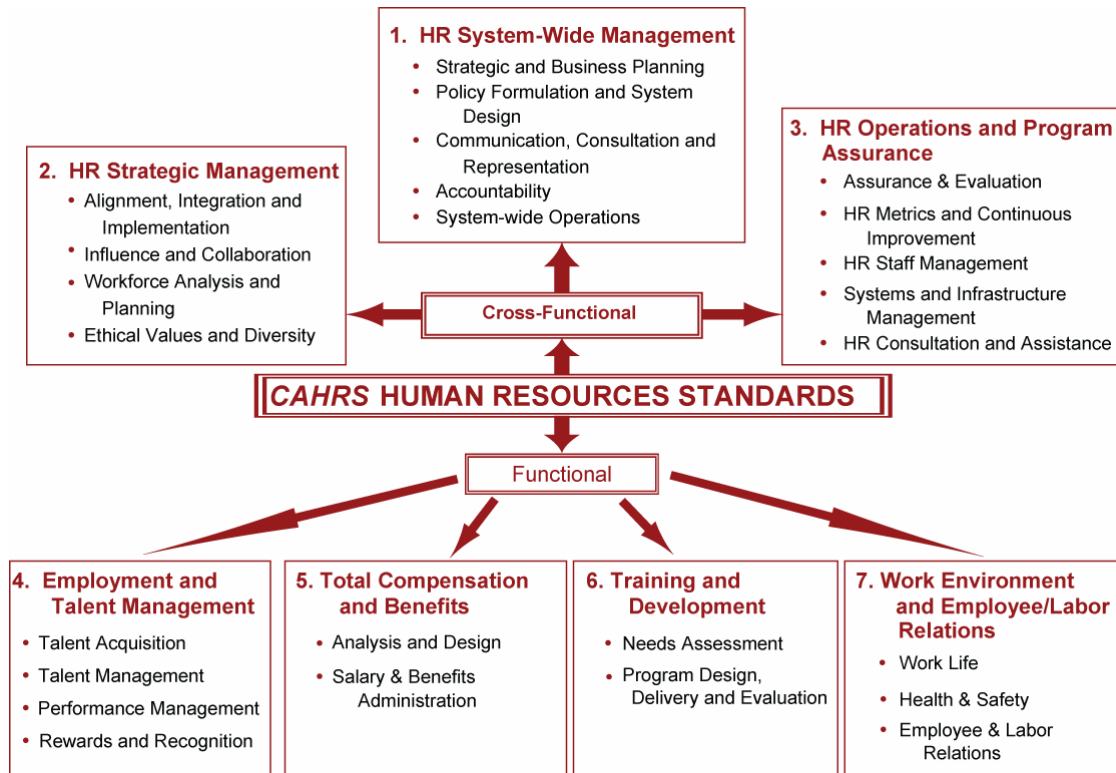 1. HR System-Wide Management
• Strategic and Business Planning
• Policy Formulation and System
Design
• Communication, Consultation and
Representation
• Accountability
• System-wide Operations
2. HR Strategic Management
• Alignment, Integration and
Implementation
• Influence and Collaboration
• Workforce Analysis and
Planning
• Ethical Values and Diversity
3. HR Operations and Program
Assurance
• Assurance & Evaluation
• HR Metrics and Continuous
Improvement
• HR Staff Management
• Systems and Infrastructure
Management
• HR Consultation and Assistance
Cross-Functional
CAHRS HUMAN RESOURCES STANDARDS
Functional
4. Employment and
Talent Management
• Talent Acquisition
• Talent Management
• Performance Management
• Rewards and Recognition
5. Total Compensation
and Benefits
• Analysis and Design
• Salary & Benefits
Administration
6. Training and
Development
• Needs Assessment
• Program Design,
Delivery and Evaluation
7. Work Environment
and Employee/Labor
Relations
• Work Life
• Health & Safety
• Employee & Labor
Relations